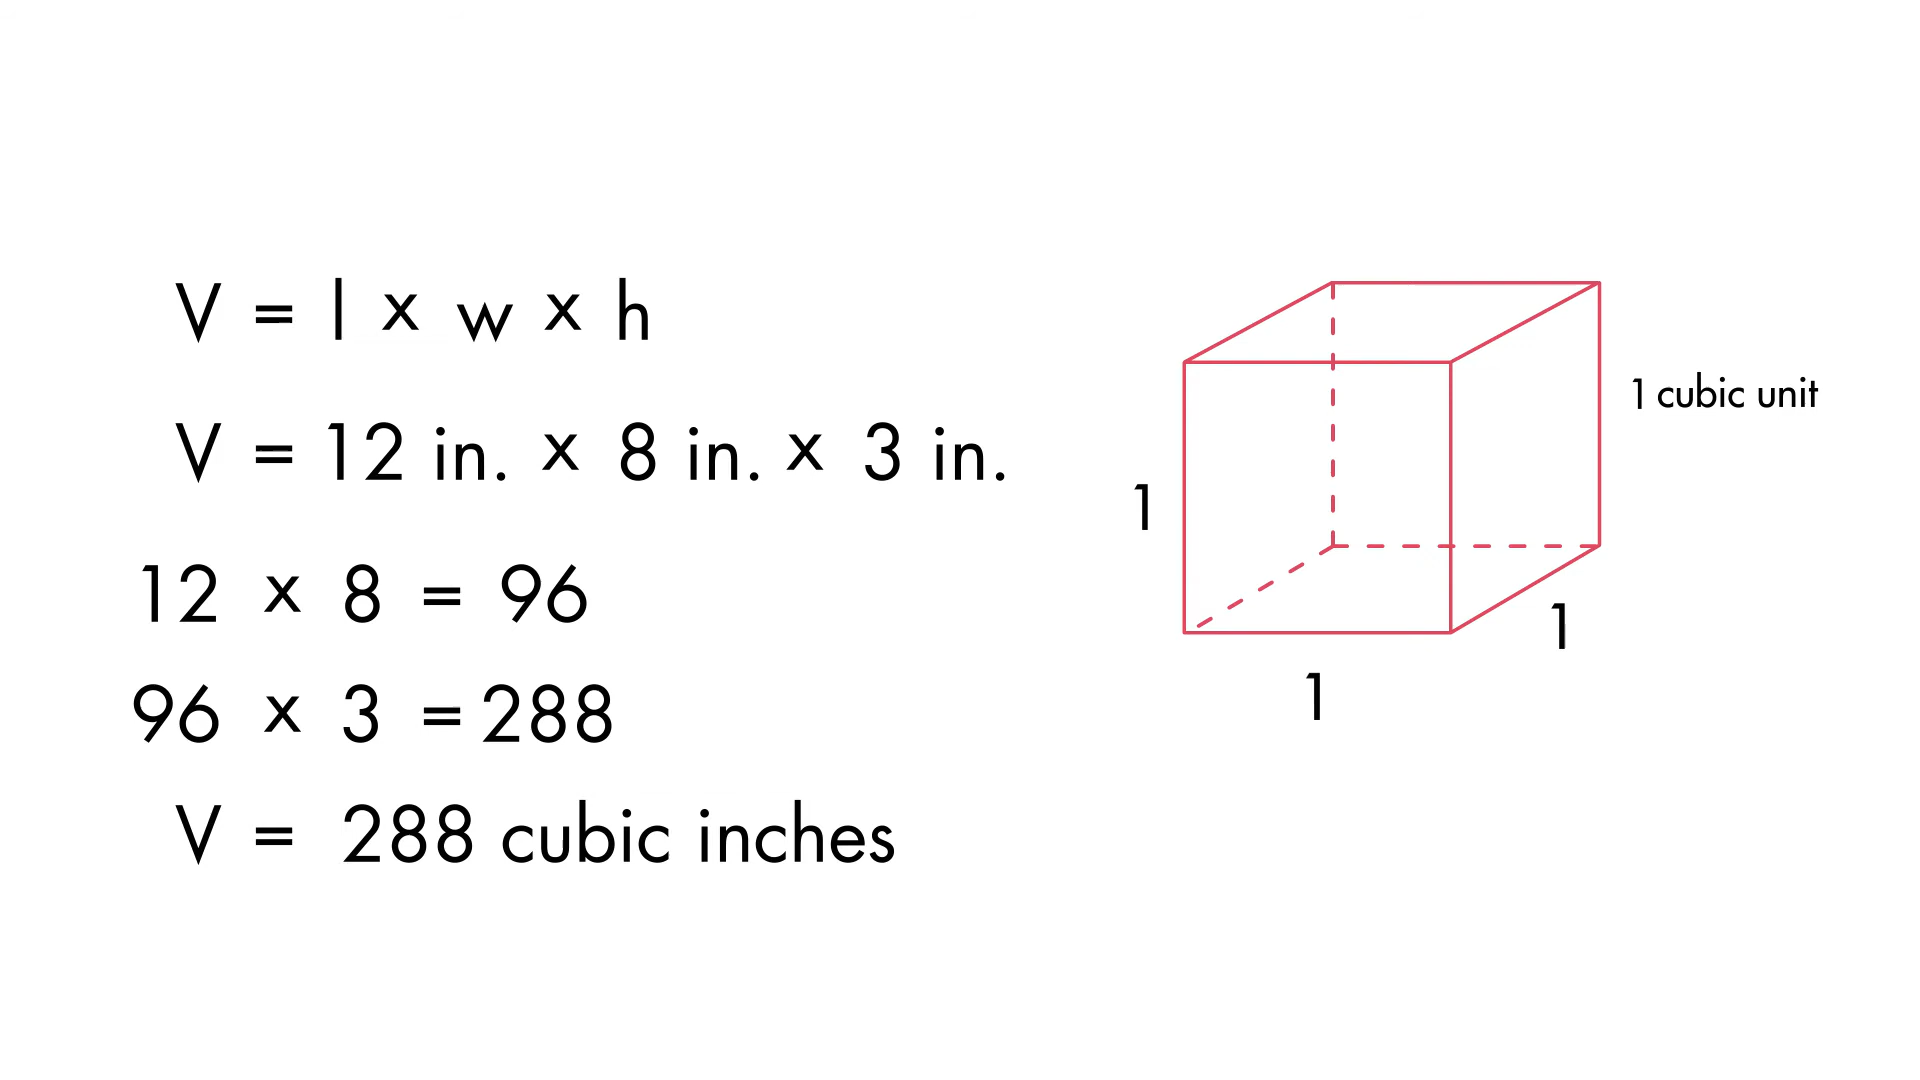 V = l x w x h
V = 12 in. x 8 in. x 3 in.
12 x 8 = 96
96 x 3 = 288
V = 288 cubic inches
1 cubic unit
1
1
1